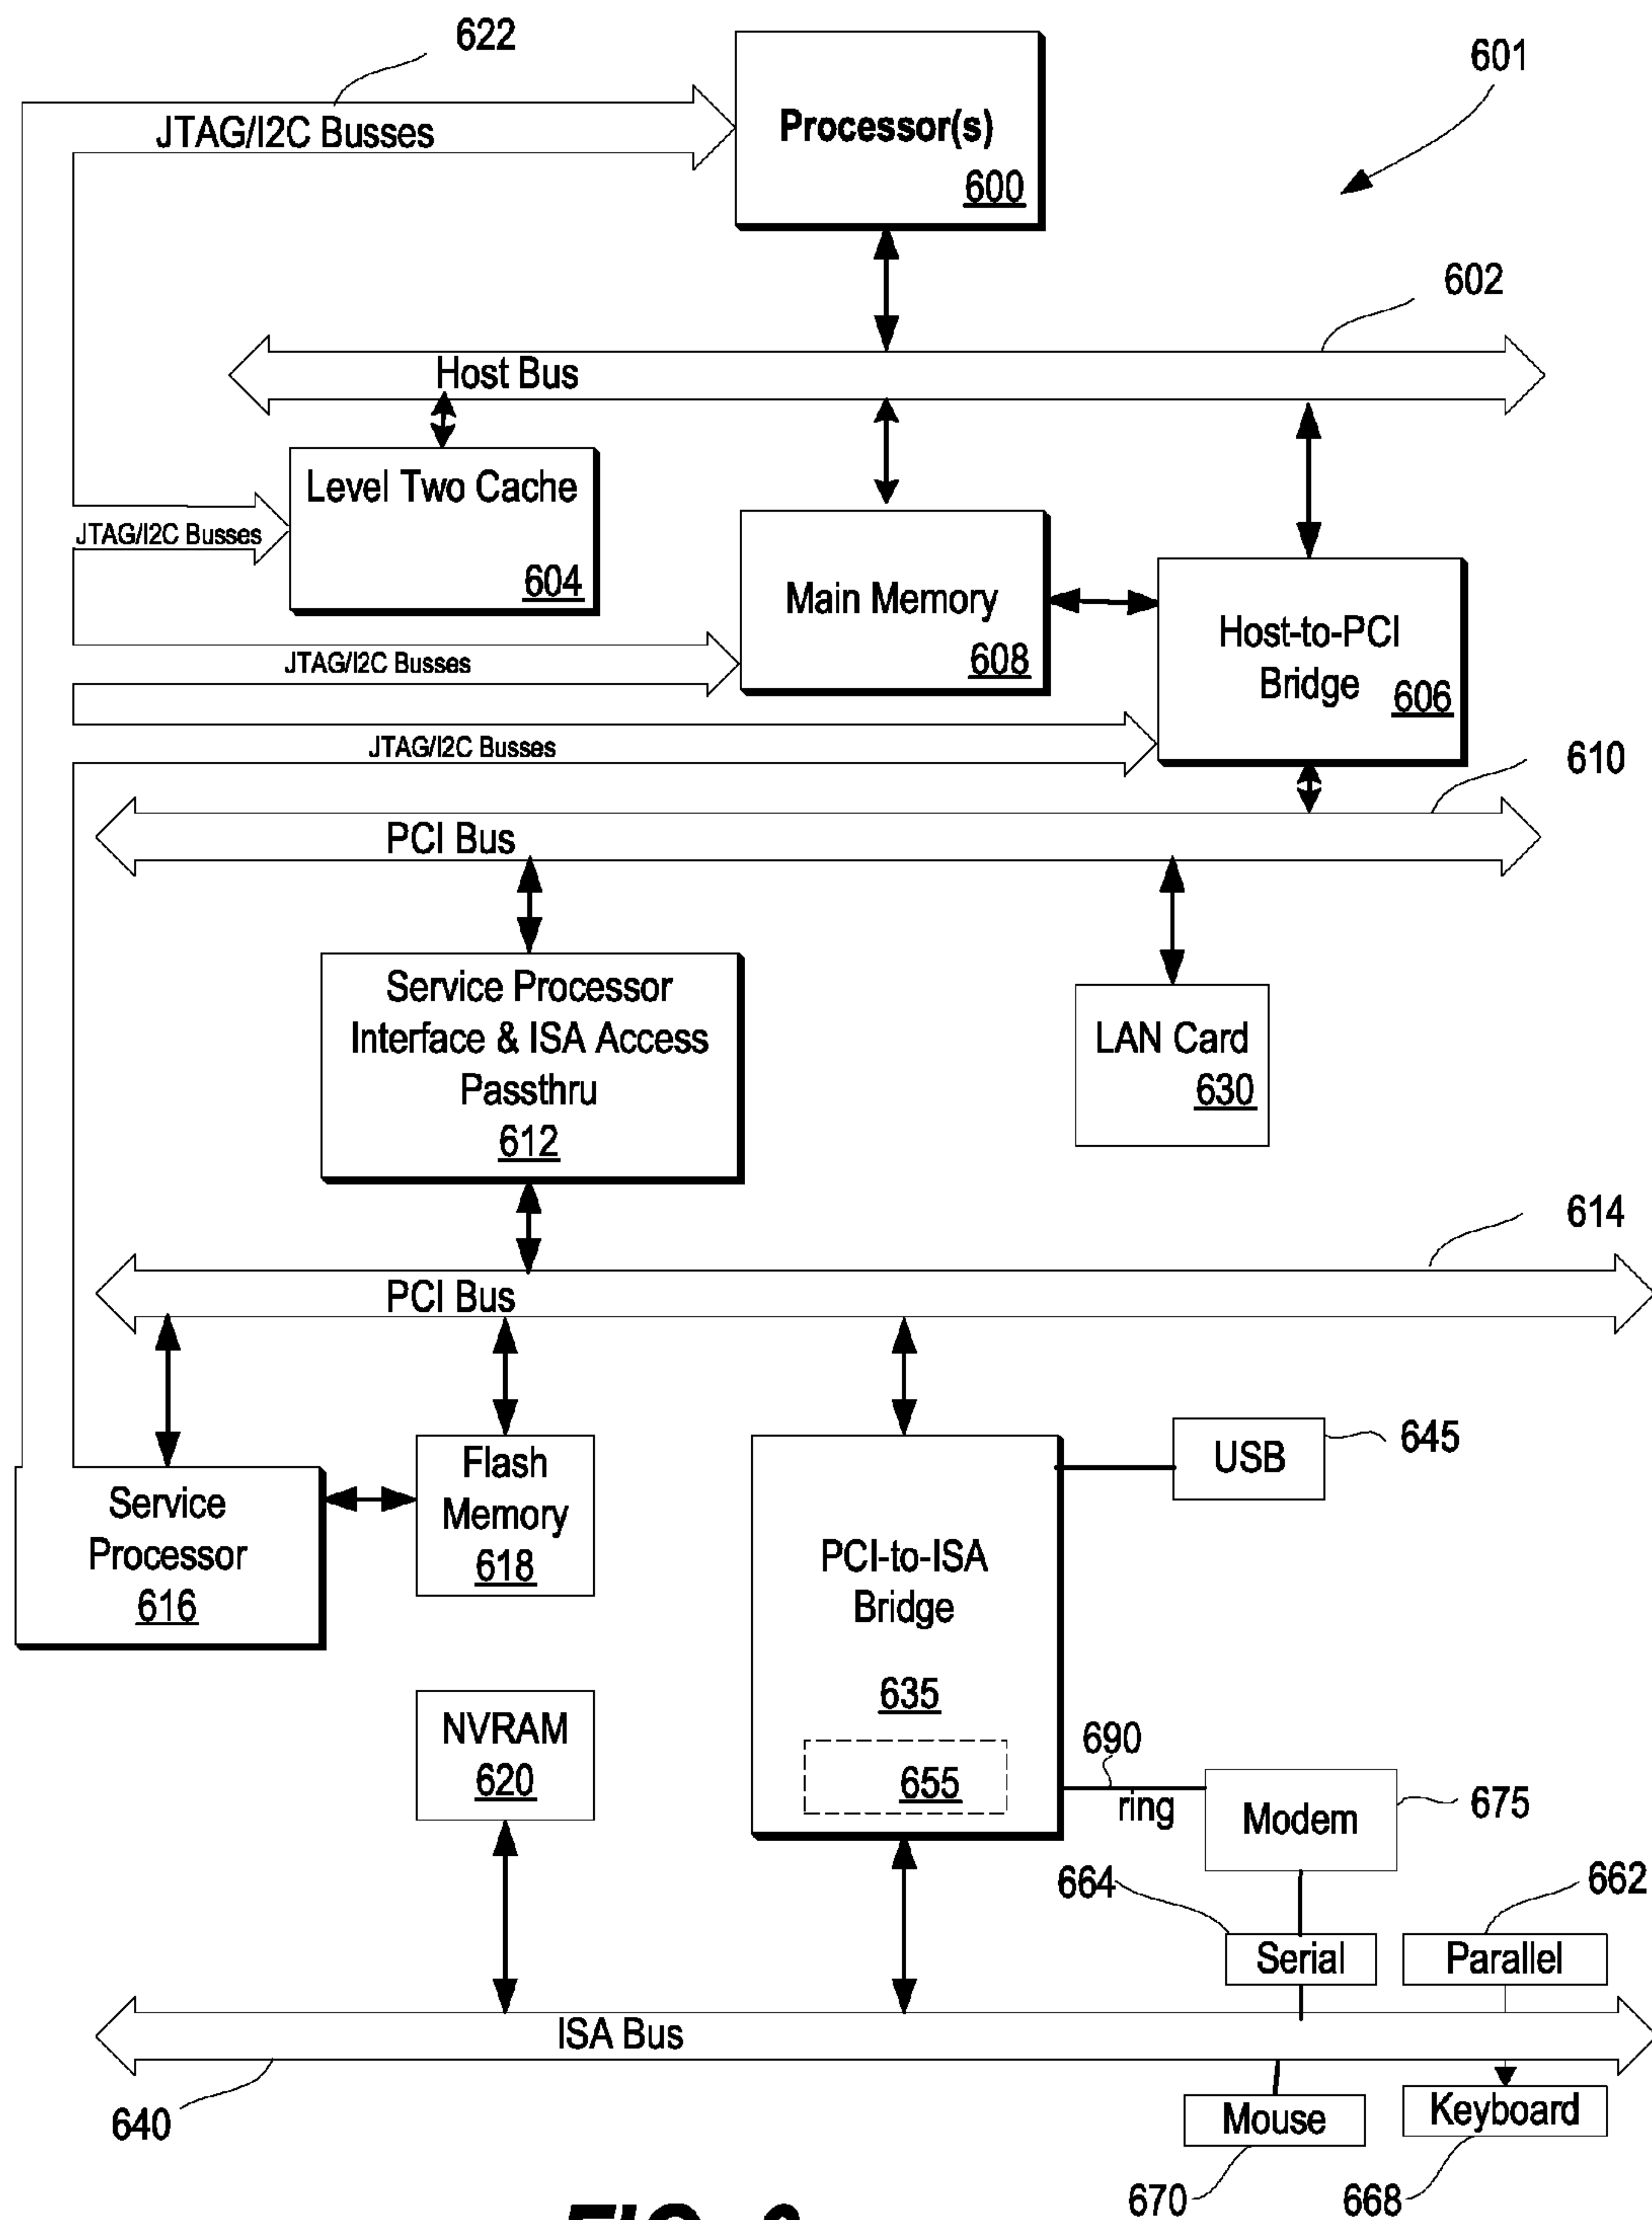 622
601
JTAG/I2C Busses
Processor(s)
600
602
Host Bus
Level Two Cache
604
JTAG/I2C Busses
Main Memory
608
Host-to-PCI
Bridge
606
JTAG/I2C Busses
JTAG/I2C Busses
610
PCI Bus
Service Processor
Interface & ISA Access
Passthru
612
LAN Card
630
614
PCI Bus
Service
Processor
616
Flash
Memory
618
PCI-to-ISA
Bridge
635
655
USB
645
NVRAM
620
690
ring
Modem
675
664
662
Serial
Parallel
ISA Bus
640
Mouse
Keyboard
670
668